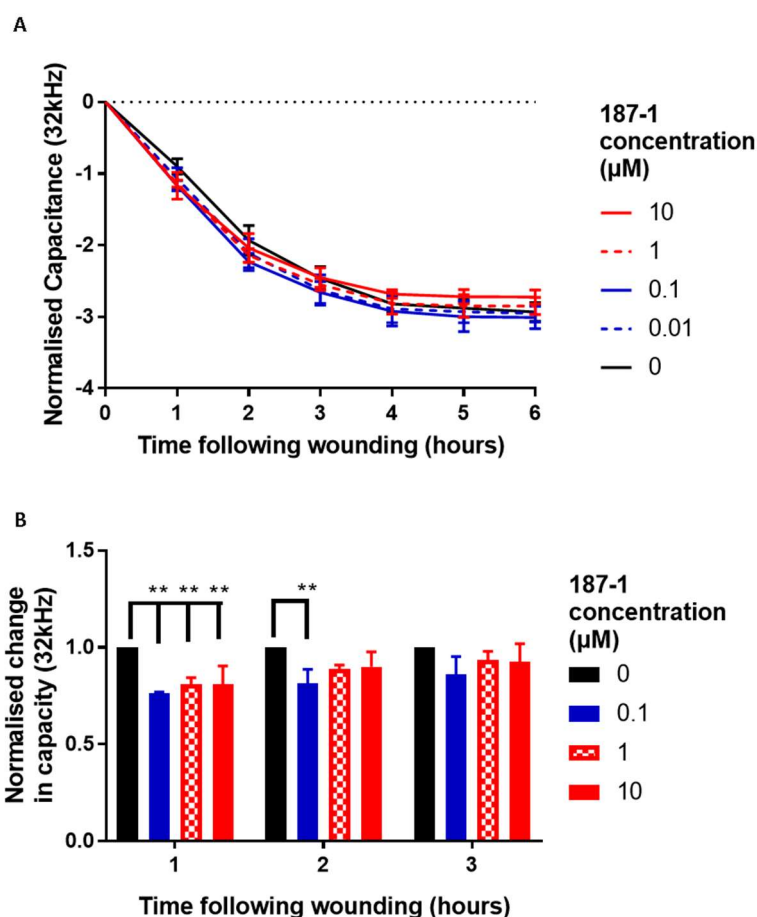 A
Normalised Capacitance (32kHz)
0
-1
-2
-3
-4
0 1 2 3 4 5 6
Time following wounding (hours)
187-1
concentration
(µM)
10
1
0.1
0.01
0
B
Normalised change
in capacity (32kHz)
1.5
1.0
0.5
0.0
** ** **
**
1 2 3
Time following wounding (hours)
187-1
concentration
(µM)
0
0.1
1
10